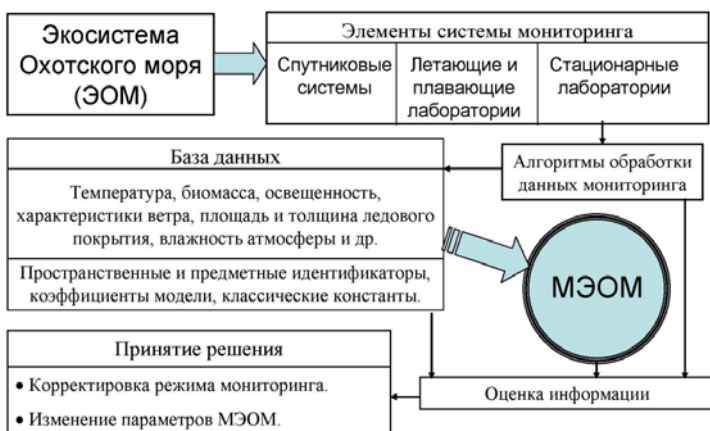 Экосистема
Охотского моря
(ЭОМ)
Элементы системы мониторинга
Спутниковые
системы
Летающие и
плавающие
лаборатории
Стационарные
лаборатории
База данных
Температура, биомасса, освещенность,
характеристики ветра, площадь и толщина ледового
покрытия, влажность атмосферы и др.
Пространственные и предметные идентификаторы,
коэффициенты модели, классические константы.
Алгоритмы обработки
данных мониторинга
МЭОМ
Принятие решения
• Корректировка режима мониторинга.
• Изменение параметров МЭОМ.
Оценка информации